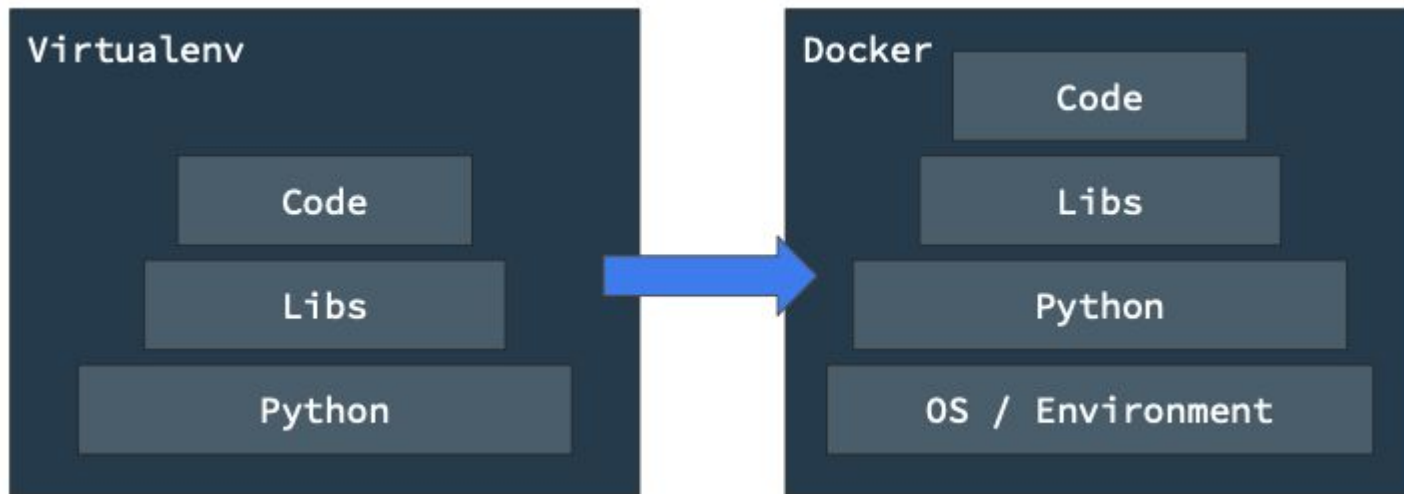 Virtualenv
Code
Libs
Python
Docker
Code
Libs
Python
OS / Environment